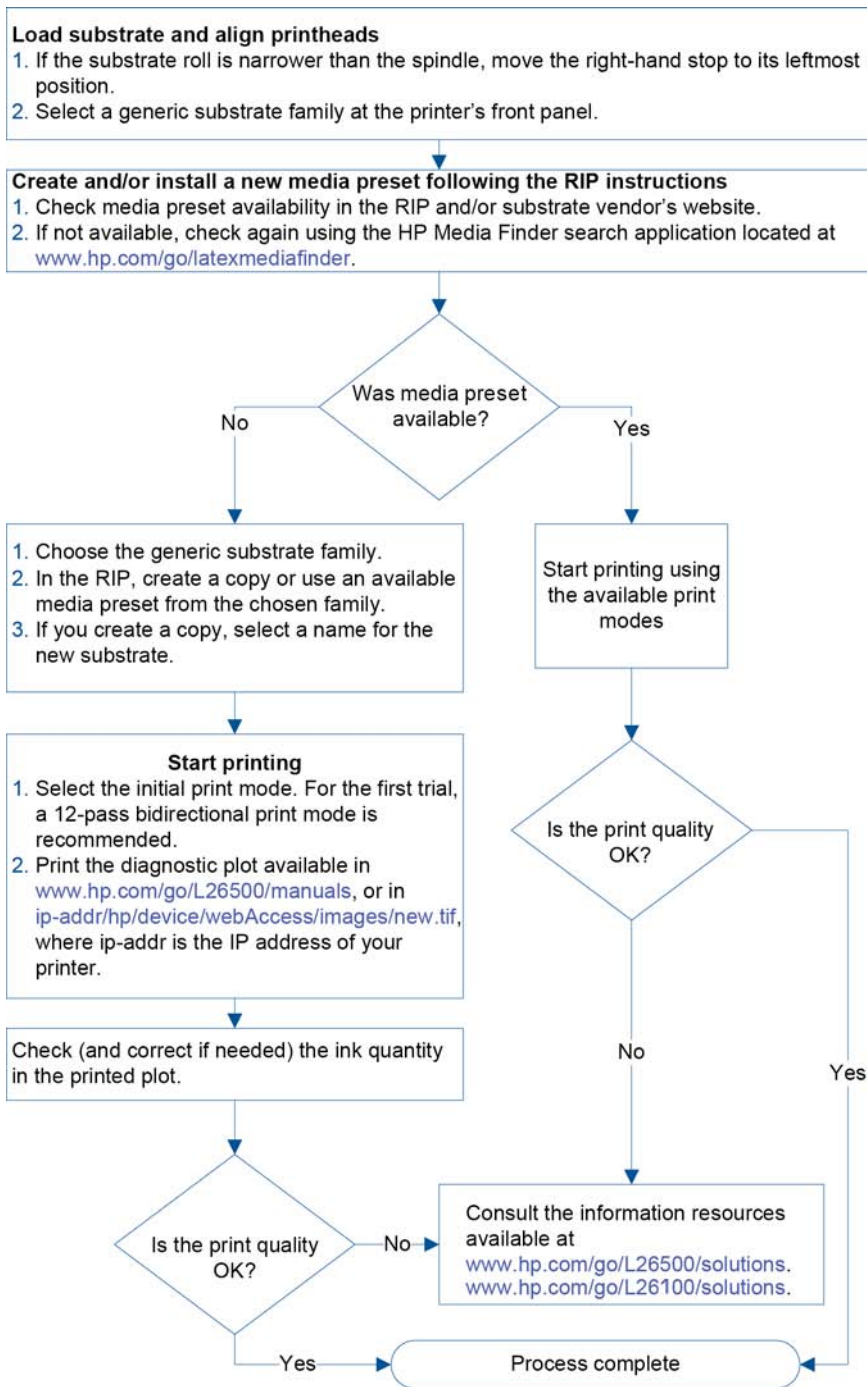 Load substrate and align printheads
1. If the substrate roll is narrower than the spindle, move the right-hand stop to its leftmost
position.
2. Select a generic substrate family at the printer's front panel.
Create and/or install a new media preset following the RIP instructions
1. Check media preset availability in the RIP and/or substrate vendor's website.
2. If not available, check again using the HP Media Finder search application located at
www.hp.com/go/latexmediafinder.
Was media preset
available?
No
Yes
1. Choose the generic substrate family.
2. In the RIP, create a copy or use an available
media preset from the chosen family.
3. If you create a copy, select a name for the
new substrate.
Start printing using
the available print
modes
Start printing
1. Select the initial print mode. For the first trial,
a 12-pass bidirectional print mode is
recommended.
2. Print the diagnostic plot available in
www.hp.com/go/L26500/manuals, or in
ip-addr/hp/device/webAccess/images/new.tif,
where ip-addr is the IP address of your
printer.
Is the print quality
OK?
Check (and correct if needed) the ink quantity
in the printed plot.
No
Yes
Is the print quality
OK?
No
Consult the information resources
available at
www.hp.com/go/L26500/solutions.
www.hp.com/go/L26100/solutions.
Yes
Process complete